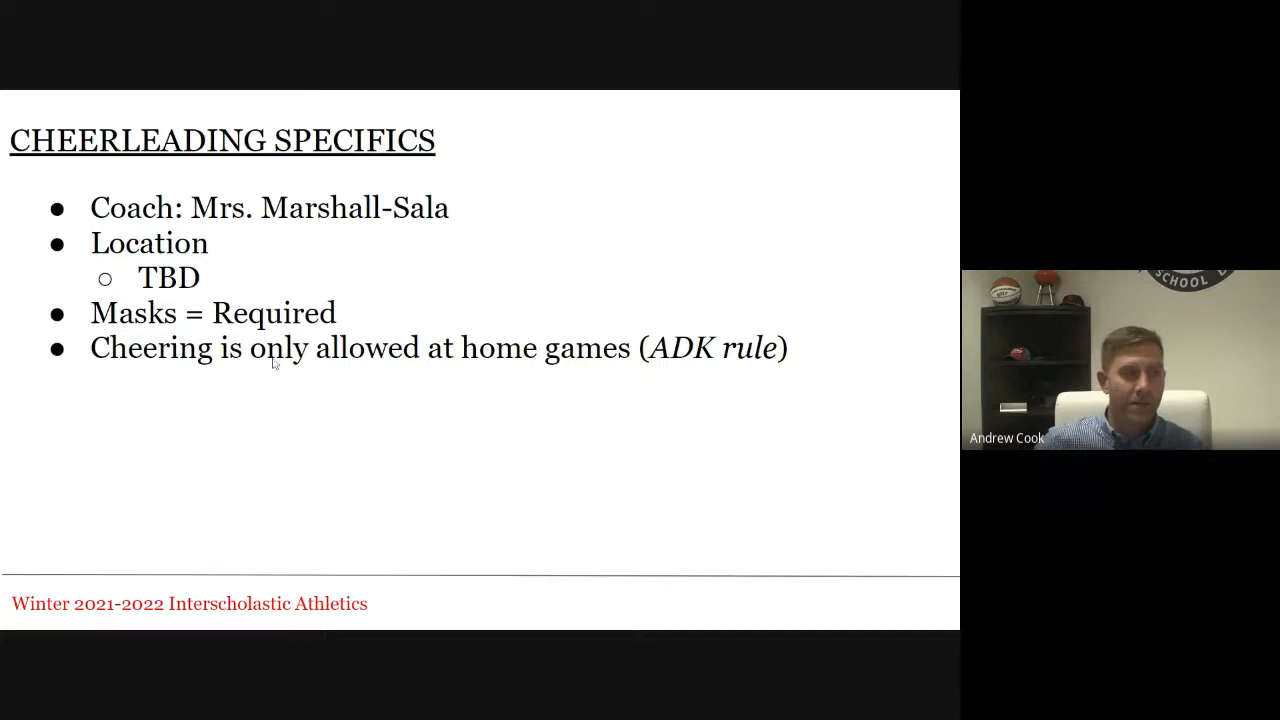 CHEERLEADING SPECIFICS
● Coach: Mrs. Marshall-Sala
● Location
○ TBD
● Masks = Required
● Cheering is only allowed at home games (ADK rule)
SCHOOL
Andrew Cook
Winter 2021-2022 Interscholastic Athletics